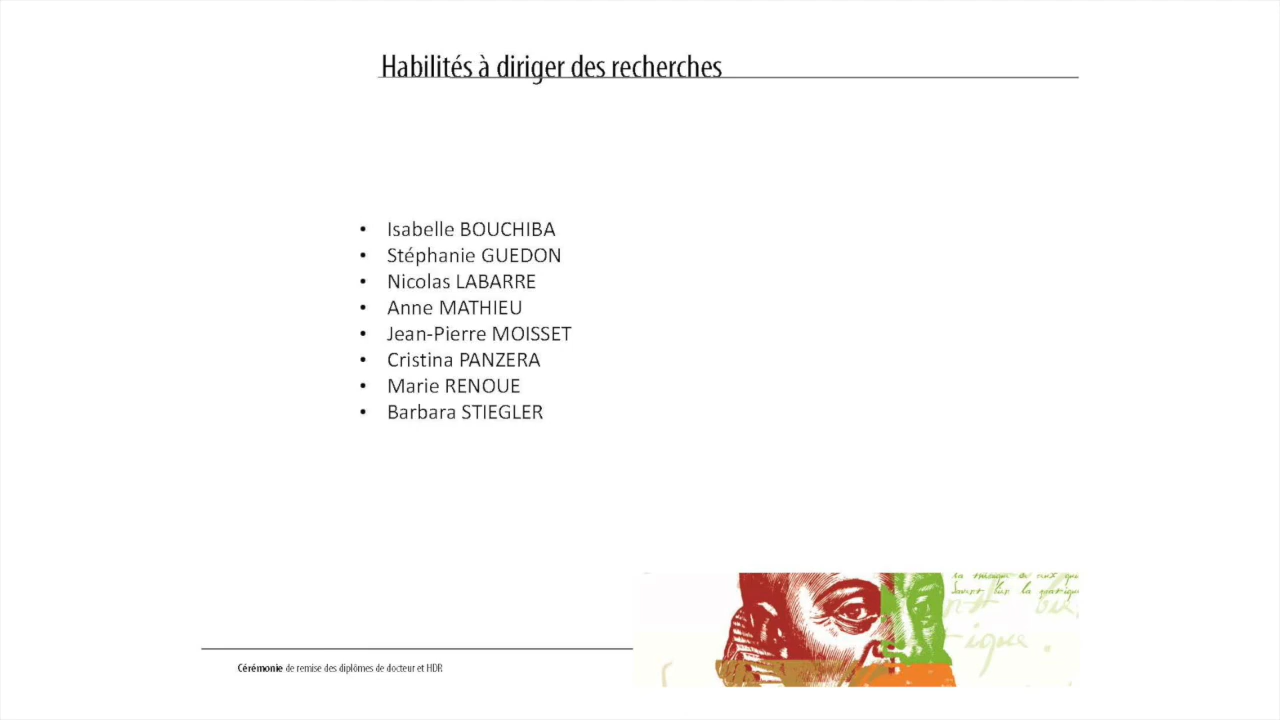 Habilités à diriger des recherches
• Isabelle BOUCHIBA
• Stéphanie GUEDON
• Nicolas LABARRE
• Anne MATHIEU
• Jean-Pierre MOISSET
• Cristina PANZERA
• Marie RENOUE
• Barbara STIEGLER
Cérémonie de remise des diplômes de docteur et HDR